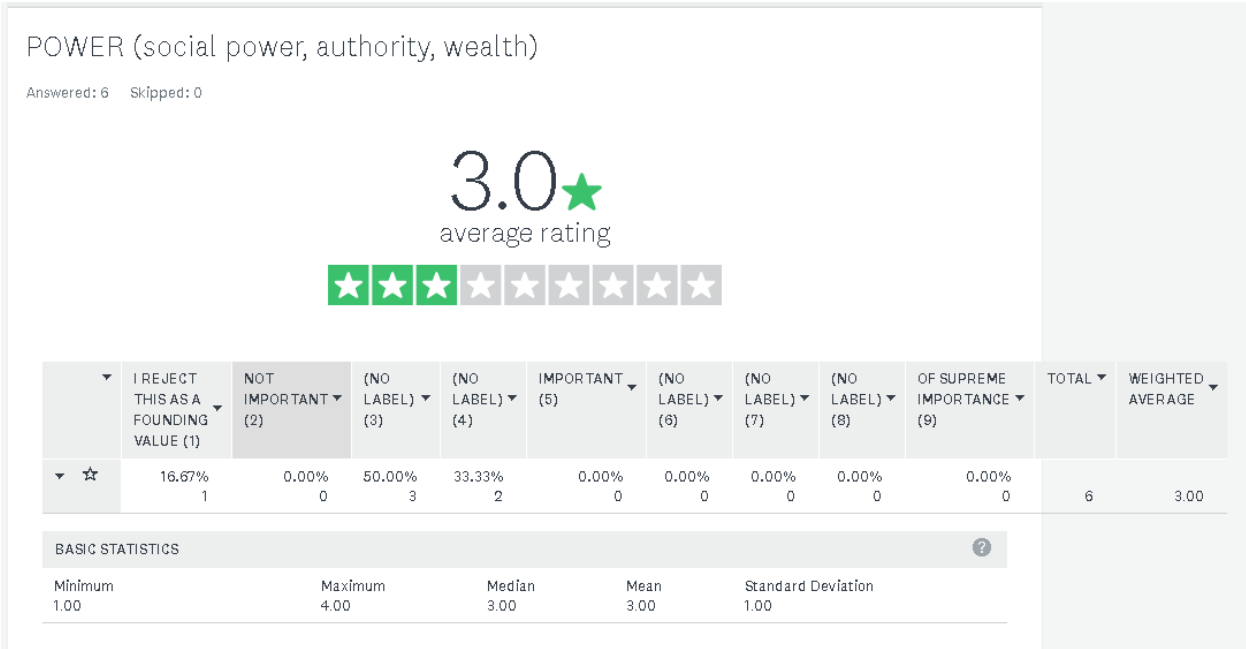 POWER (social power, authority, wealth)
Answered: 6 Skipped: 0
3.0
average rating
I REJECT THIS AS A FOUNDING VALUE (1)
NOT IMPORTANT (2)
(NO LABEL) (3)
(NO LABEL) (4)
IMPORTANT (5)
(NO LABEL) (6)
(NO LABEL) (7)
(NO LABEL) (8)
OF SUPREME IMPORTANCE (9)
TOTAL
WEIGHTED AVERAGE
16.67% 0.00% 50.00% 33.33% 0.00% 0.00% 0.00% 0.00% 0.00%
1 0 3 2 0 0 0 0 0 6 3.00
BASIC STATISTICS ?
Minimum Maximum Median Mean Standard Deviation
1.00 4.00 3.00 3.00 1.00